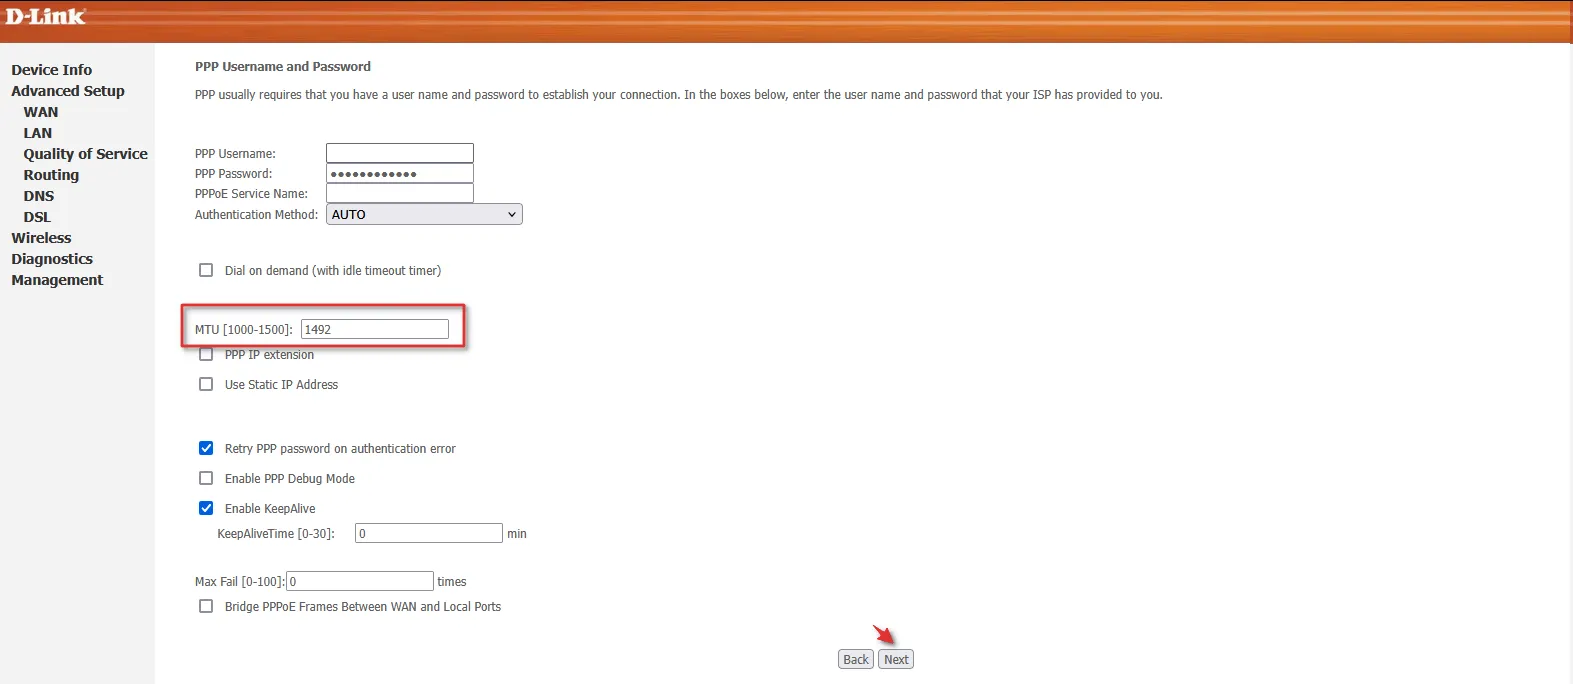 D-Link
Device Info
Advanced Setup
WAN
LAN
Quality of Service
Routing
DNS
DSL
Wireless
Diagnostics
Management
PPP Username and Password
PPP usually requires that you have a user name and password to establish your connection. In the boxes below, enter the user name and password that your ISP has provided to you.
PPP Username:
PPP Password: ●●●●●●●●●●●●
PPPoE Service Name:
Authentication Method: AUTO
Dial on demand (with idle timeout timer)
MTU [1000-1500]: 1492
PPP IP extension
Use Static IP Address
Retry PPP password on authentication error
Enable PPP Debug Mode
Enable KeepAlive
KeepAliveTime [0-30]: 0 min
Max Fail [0-100]: 0 times
Bridge PPPoE Frames Between WAN and Local Ports
Back Next